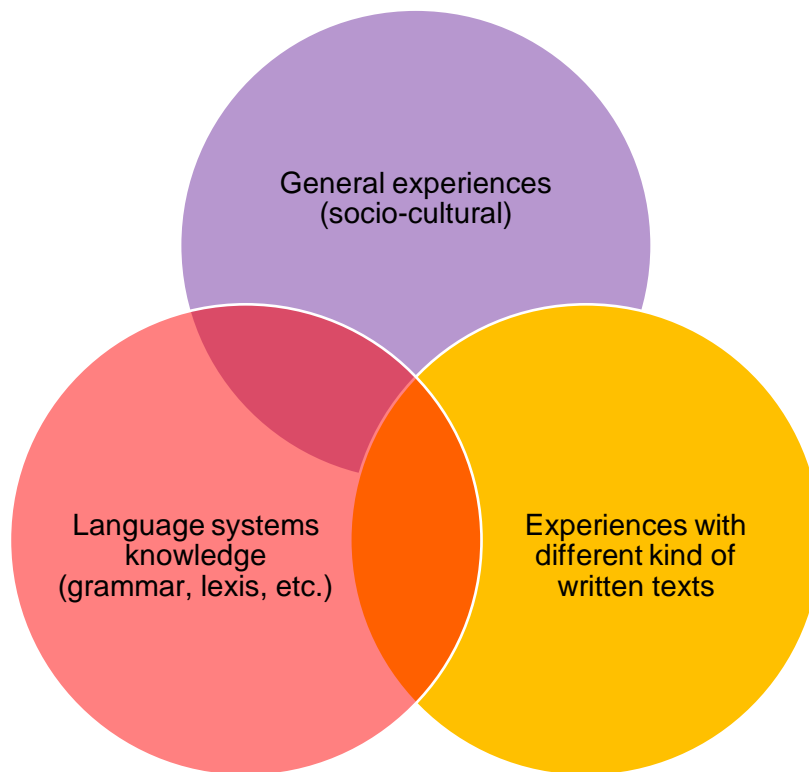 General experiences
(socio-cultural)
Language systems
knowledge
(grammar, lexis, etc.)
Experiences with
different kind of
written texts